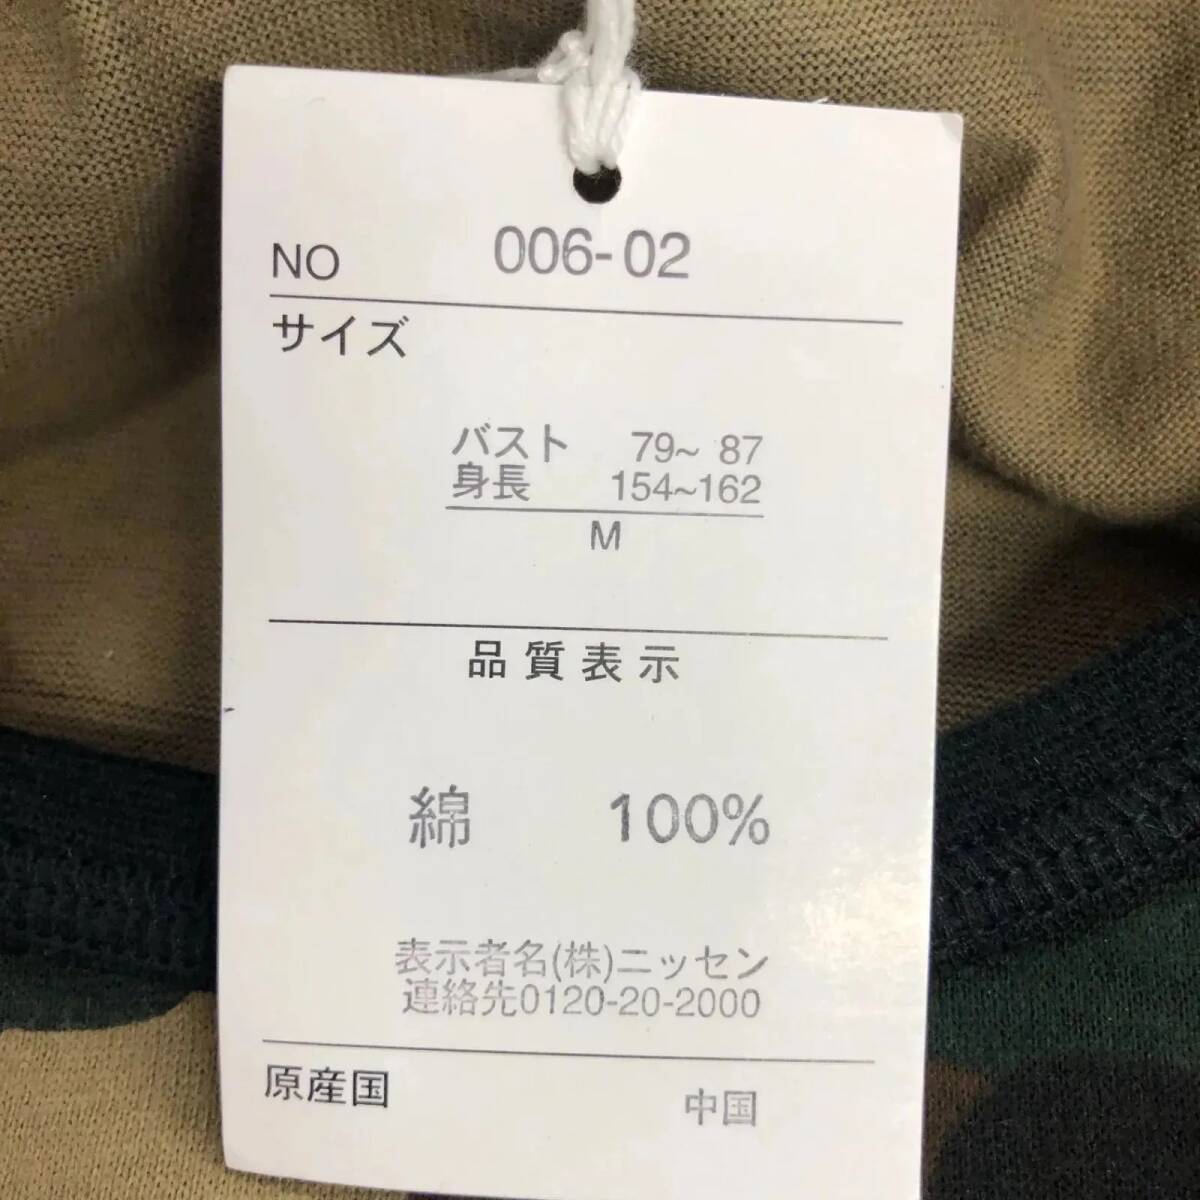 NO 006-02
サイズ
バスト 79~ 87
身長 154~162
M
品質表示
綿 100%
表示者名(株)ニッセン
連絡先0120-20-2000
原産国 中国